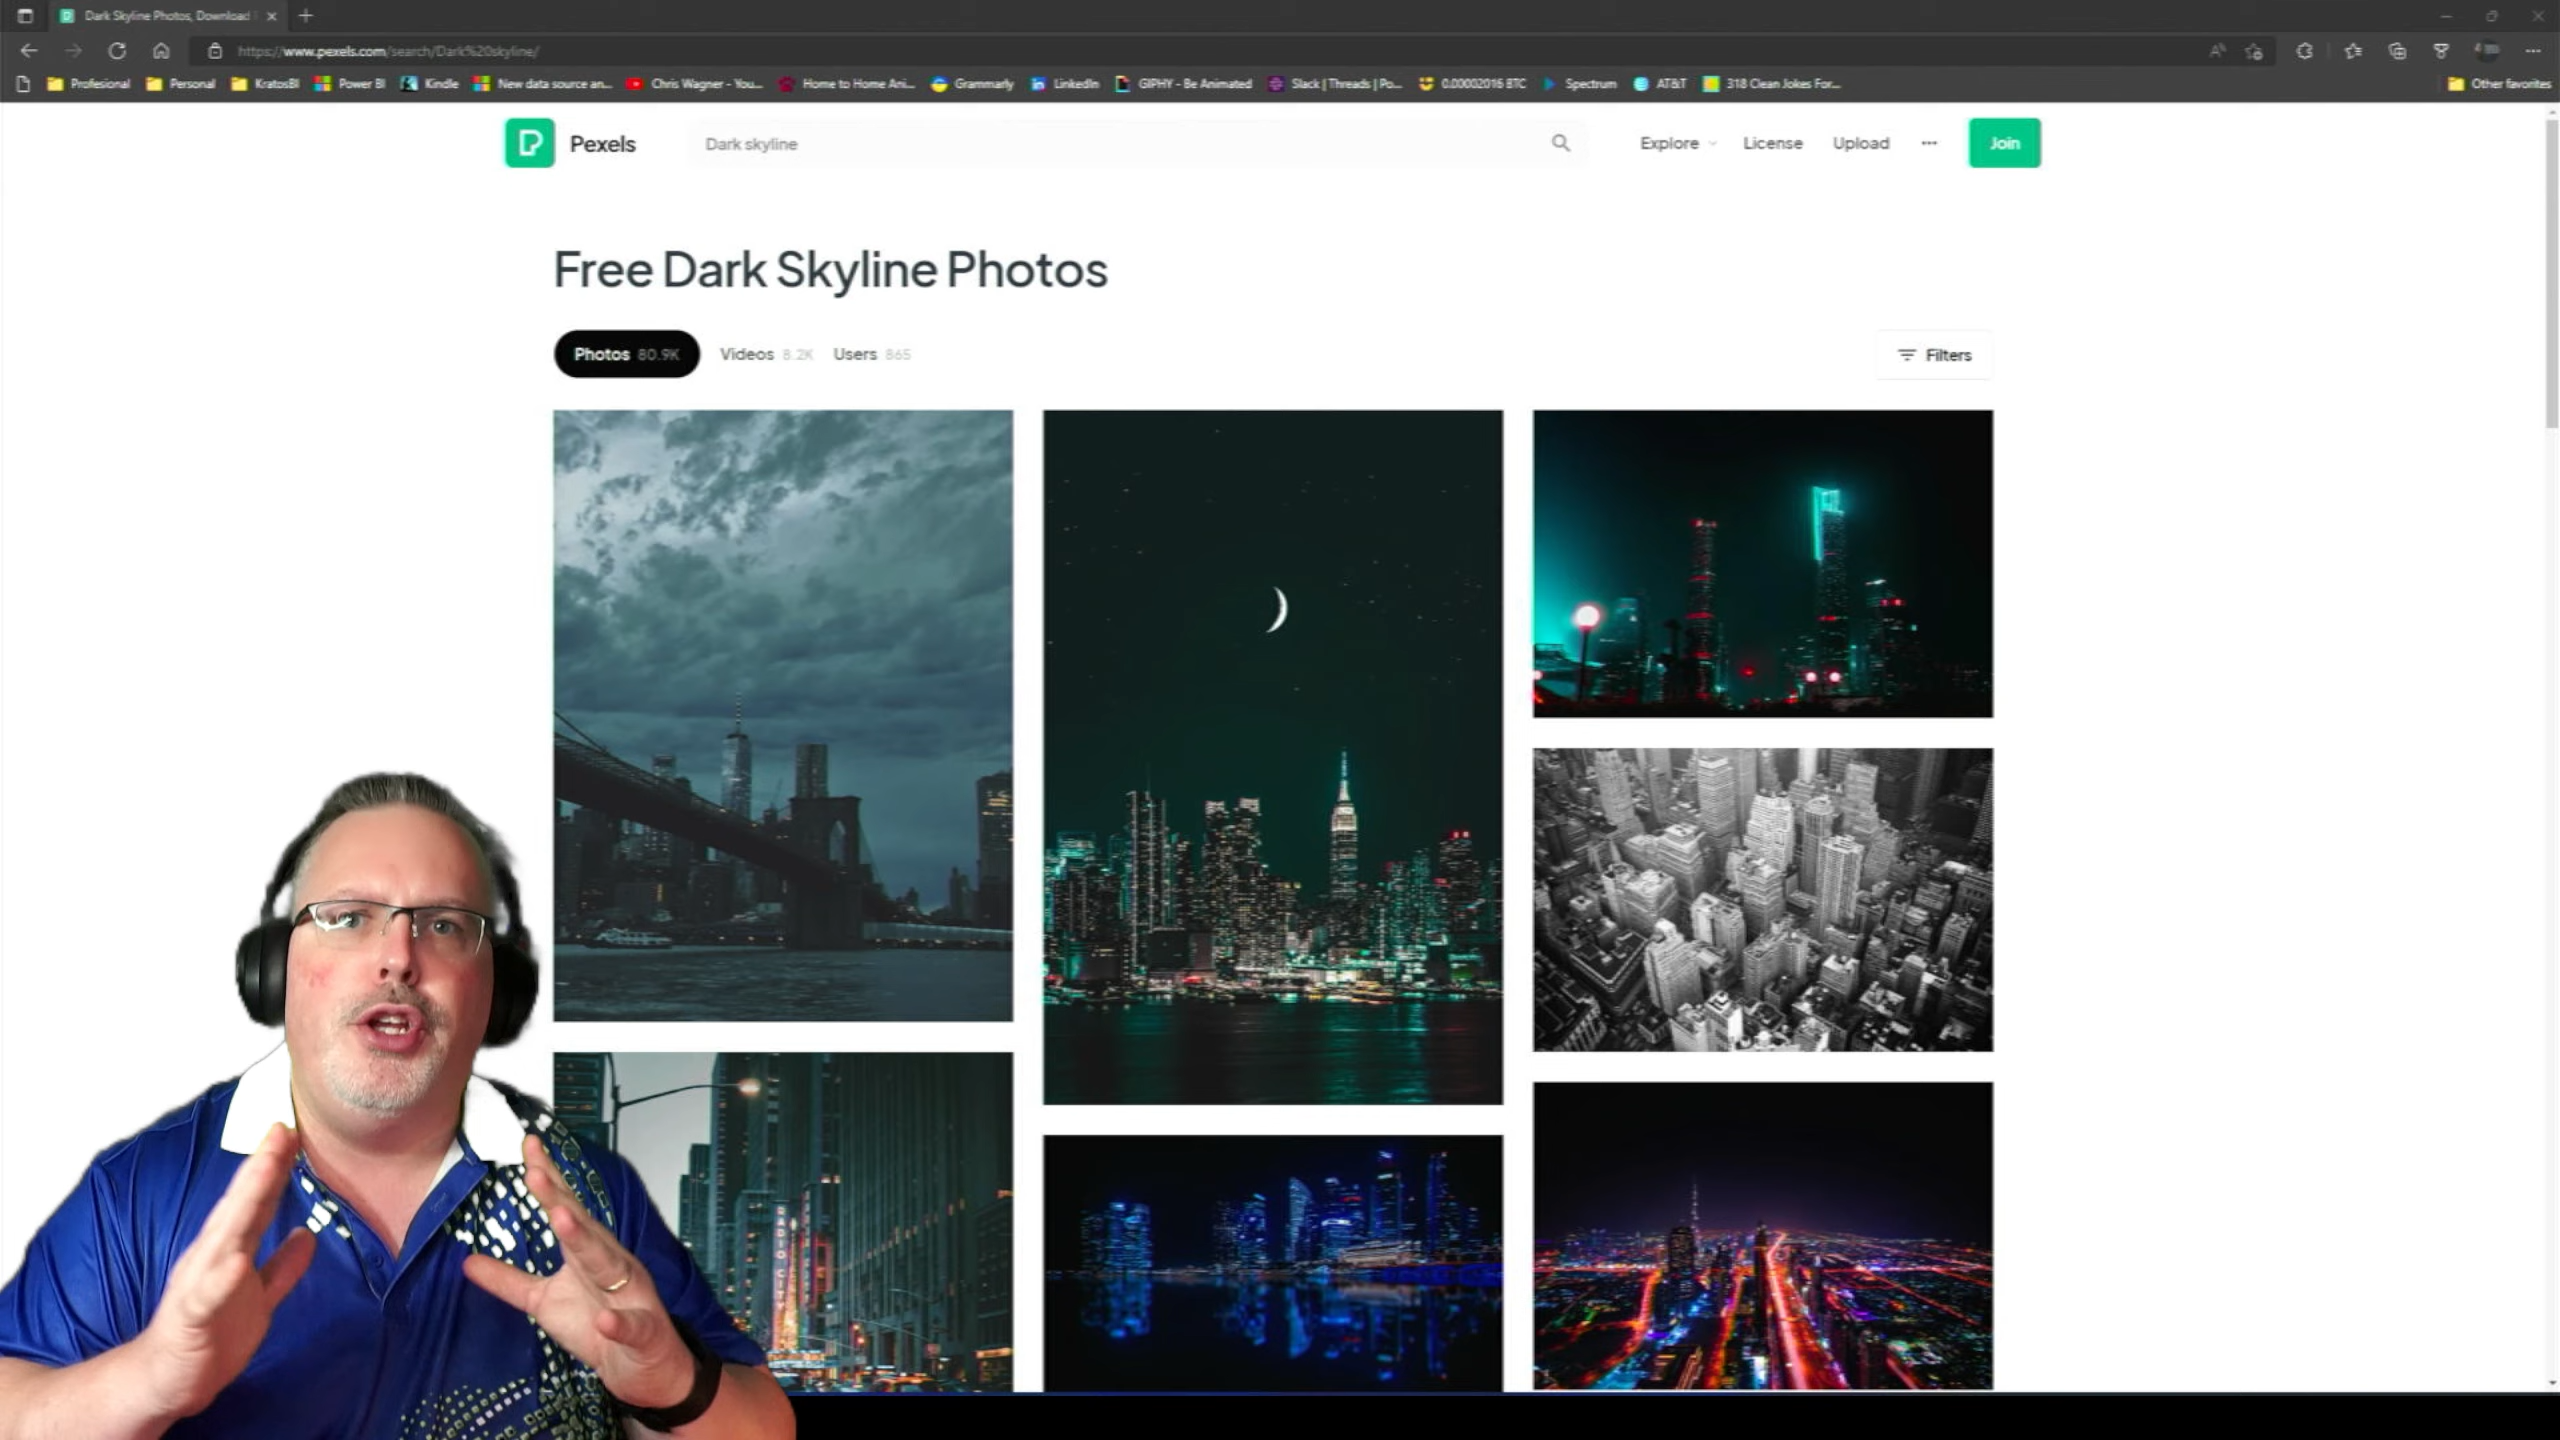 Dark Skyline Photos, Download
https://www.pexels.com/search/Dark%20skyline/
Profesional Personal KratosBI Power BI Kindle New data source an... Chris Wagner - You... Home to Home Ani... Grammarly LinkedIn GIPHY - Be Animated Slack | Threads | Po... 0.00002016 BTC Spectrum AT&T 318 Clean Jokes For... Other favorites
Pexels Dark skyline Explore License Upload ... Join
Free Dark Skyline Photos
Photos 80.9K Videos 8.2K Users 865 Filters
RADIO CITY